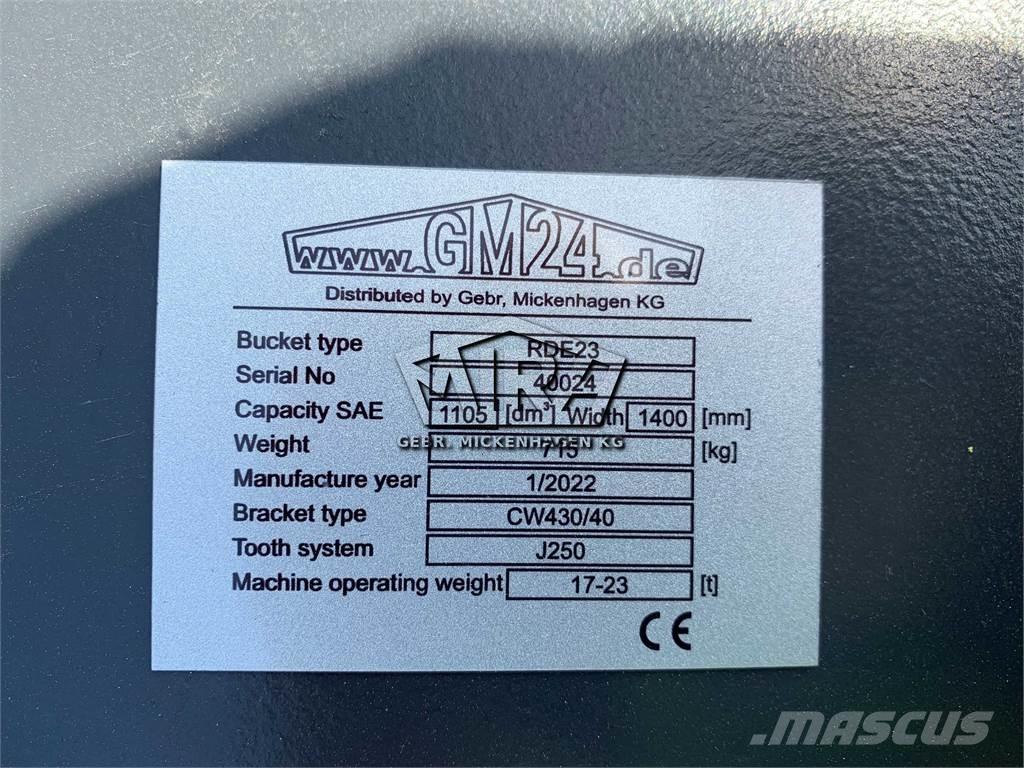 www.GM24.de
Distributed by Gebr, Mickenhagen KG
Bucket type RDE23
Serial No 40024
Capacity SAE 1105 [dm³] Width 1400 [mm]
GEBR. MICKENHAGEN KG
Weight 715 [kg]
Manufacture year 1/2022
Bracket type CW430/40
Tooth system J250
Machine operating weight 17-23 [t]
CE
MASCUS